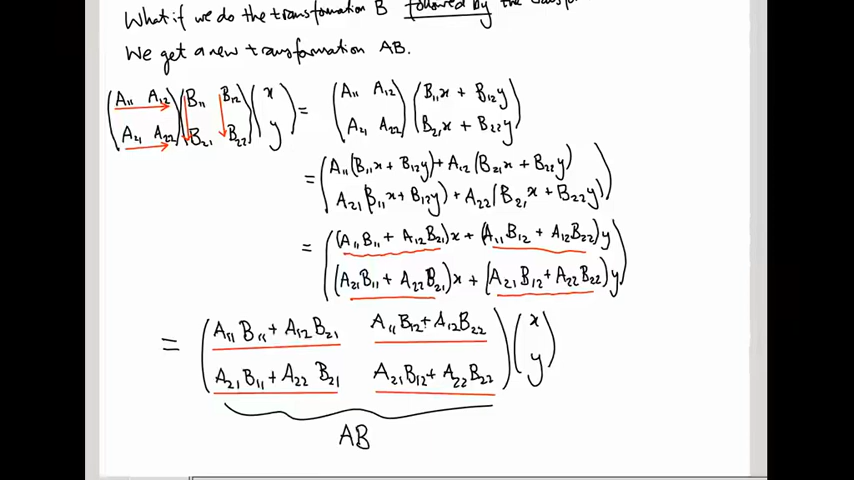 What if we do the transformation B followed by the
We get a new transformation AB.
(A₁₁ A₁₂ / A₂₁ A₂₂)(B₁₁ B₁₂ / B₂₁ B₂₂)(x / y) = (A₁₁ A₁₂ / A₂₁ A₂₂)(B₁₁x + B₁₂y / B₂₁x + B₂₂y)
= (A₁₁(B₁₁x + B₁₂y) + A₁₂(B₂₁x + B₂₂y) / A₂₁(B₁₁x + B₁₂y) + A₂₂(B₂₁x + B₂₂y))
= ((A₁₁B₁₁ + A₁₂B₂₁)x + (A₁₁B₁₂ + A₁₂B₂₂)y / (A₂₁B₁₁ + A₂₂B₂₁)x + (A₂₁B₁₂ + A₂₂B₂₂)y)
= (A₁₁B₁₁ + A₁₂B₂₁ A₁₁B₁₂ + A₁₂B₂₂ / A₂₁B₁₁ + A₂₂B₂₁ A₂₁B₁₂ + A₂₂B₂₂)(x / y)
AB